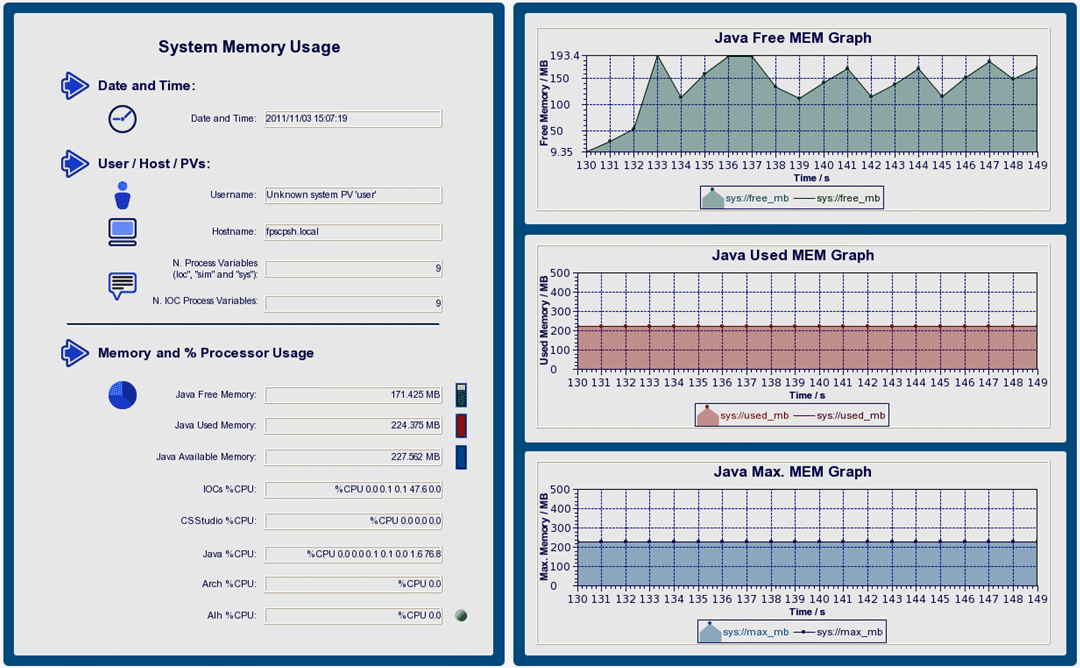 System Memory Usage
Date and Time:
Date and Time: 2011/11/03 15:07:19
User / Host / PVs:
Username: Unknown system PV 'user'
Hostname: fpscpsh.local
N. Process Variables
(loc", "sim" and "sys"): 9
N. IOC Process Variables: 9
Memory and % Processor Usage
Java Free Memory: 171.425 MB
Java Used Memory: 224.375 MB
Java Available Memory: 227.562 MB
IOCs %CPU: %CPU 0.0 0.1 0.1 47.6 0.0
CSStudio %CPU: %CPU 0.0 0.0 0.0
Java %CPU: %CPU 0.0 0.0 0.1 0.1 0.0 1.6 76.8
Arch %CPU: %CPU 0.0
Alh %CPU: %CPU 0.0
Java Free MEM Graph
Free Memory / MB
193.4
150
100
50
9.35
130 131 132 133 134 135 136 137 138 139 140 141 142 143 144 145 146 147 148 149
Time / s
sys://free_mb sys://free_mb
Java Used MEM Graph
Used Memory / MB
500
400
300
200
100
0
130 131 132 133 134 135 136 137 138 139 140 141 142 143 144 145 146 147 148 149
Time / s
sys://used_mb sys://used_mb
Java Max. MEM Graph
Max. Memory / MB
500
400
300
200
100
0
130 131 132 133 134 135 136 137 138 139 140 141 142 143 144 145 146 147 148 149
Time / s
sys://max_mb sys://max_mb